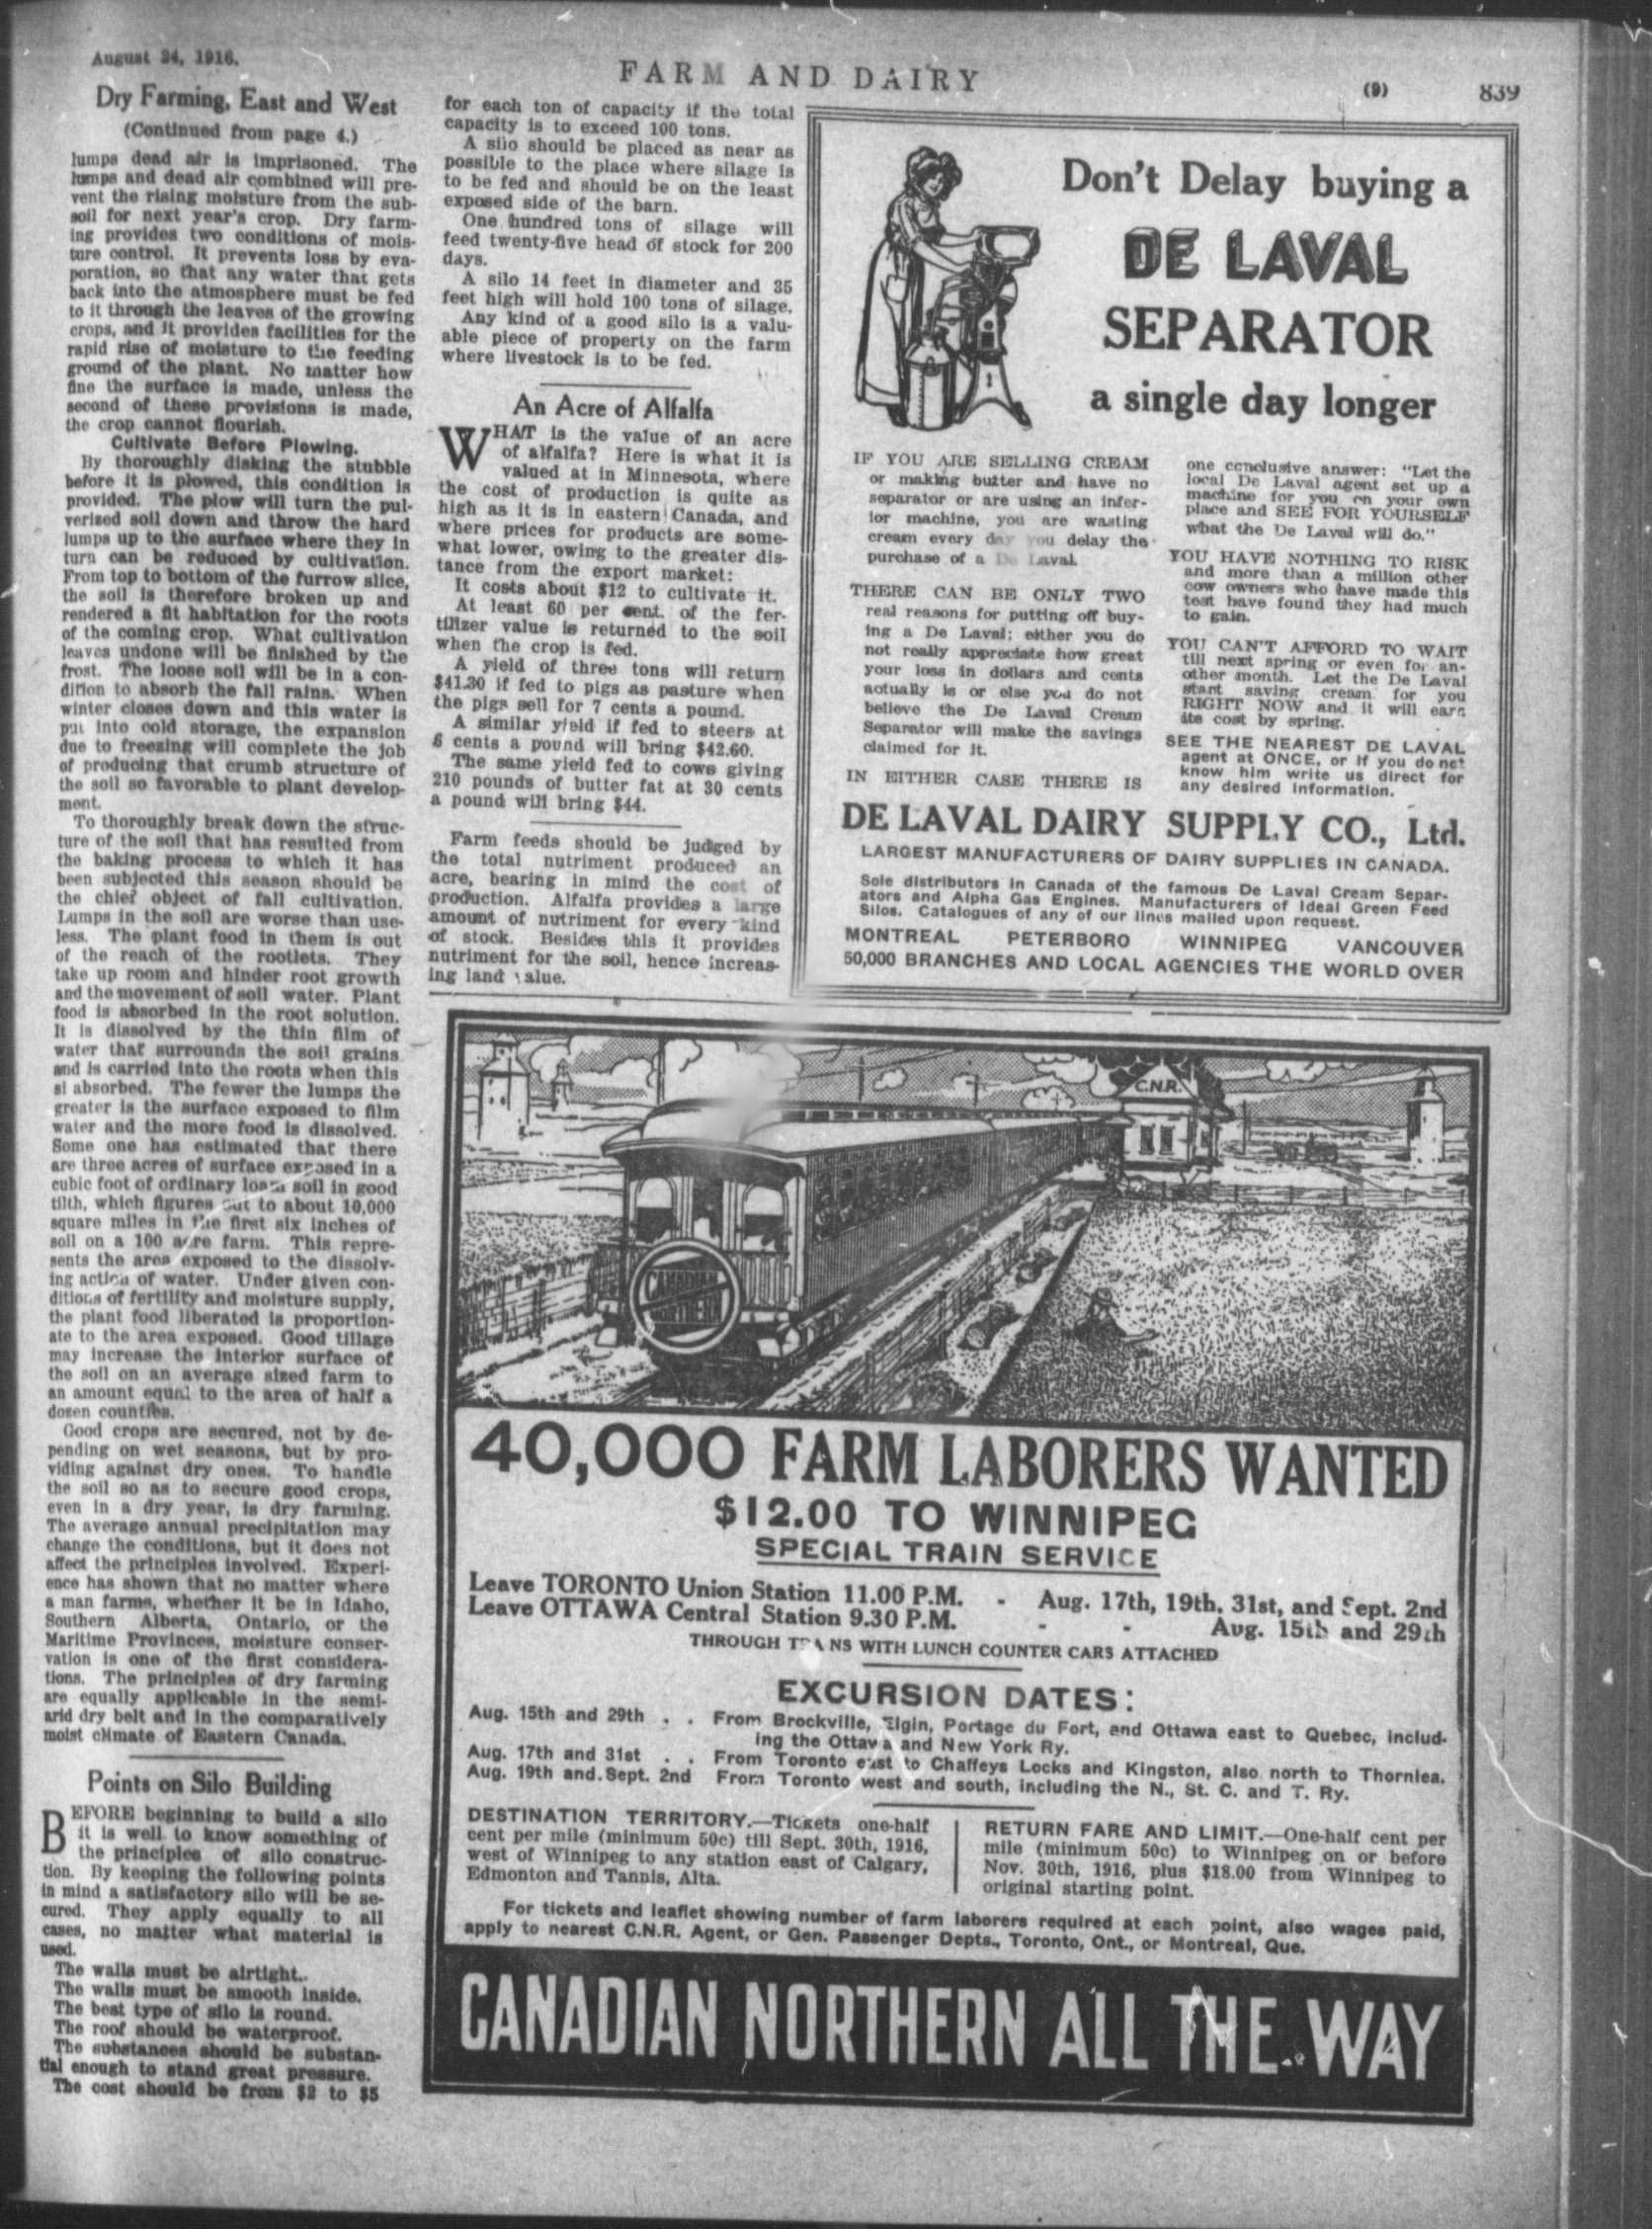 August 24, 1916.
FARM AND DAIRY
(9)
839
Dry Farming, East and West
(Continued from page 4.)
lumps dead air is imprisoned. The
lumps and dead air combined will pre-
vent the rising moisture from the sub-
soil for next year's crop. Dry farm-
ing provides two conditions of mois-
ture control. It prevents loss by eva-
poration, so that any water that gets
back into the atmosphere must be fed
to it through the leaves of the growing
crops, and it provides facilities for the
rapid rise of moisture to the feeding
ground of the plant. No matter how
fine the surface is made, unless the
second of these provisions is made,
the crop cannot flourish.
Cultivate Before Plowing.
By thoroughly disking the stubble
before it is plowed, this condition is
provided. The plow will turn the pul-
verized soil down and throw the hard
lumps up to the surface where they in
turn can be reduced by cultivation.
From top to bottom of the furrow slice,
the soil is therefore broken up and
rendered a fit habitation for the roots
of the coming crop. What cultivation
leaves undone will be finished by the
frost. The loose soil will be in a con-
dition to absorb the fall rains. When
winter closes down and this water is
put into cold storage, the expansion
due to freezing will complete the job
of producing that crumb structure of
the soil so favorable to plant develop-
ment.
To thoroughly break down the struc-
ture of the soil that has resulted from
the baking process to which it has
been subjected this season should be
the chief object of fall cultivation.
Lumps in the soil are worse than use-
less. The plant food in them is out
of the reach of the rootlets. They
take up room and hinder root growth
and the movement of soil water. Plant
food is absorbed in the root solution.
It is dissolved by the thin film of
water that surrounds the soil grains
and is carried into the roots when this
si absorbed. The fewer the lumps the
greater is the surface exposed to film
water and the more food is dissolved.
Some one has estimated that there
are three acres of surface exposed in a
cubic foot of ordinary loam soil in good
tilth, which figures out to about 10,000
square miles in the first six inches of
soil on a 100 acre farm. This repre-
sents the area exposed to the dissolv-
ing action of water. Under given con-
ditions of fertility and moisture supply,
the plant food liberated is proportion-
ate to the area exposed. Good tillage
may increase the interior surface of
the soil on an average sized farm to
an amount equal to the area of half a
dozen counties.
Good crops are secured, not by de-
pending on wet seasons, but by pro-
viding against dry ones. To handle
the soil so as to secure good crops,
even in a dry year, is dry farming.
The average annual precipitation may
change the conditions, but it does not
affect the principles involved. Experi-
ence has shown that no matter where
a man farms, whether it be in Idaho,
Southern Alberta, Ontario, or the
Maritime Provinces, moisture conser-
vation is one of the first considera-
tions. The principles of dry farming
are equally applicable in the semi-
arid dry belt and in the comparatively
moist climate of Eastern Canada.
Points on Silo Building
BEFORE beginning to build a silo
it is well to know something of
the principles of silo construc-
tion. By keeping the following points
in mind a satisfactory silo will be se-
cured. They apply equally to all
cases, no matter what material is
used.
The walls must be airtight.
The walls must be smooth inside.
The best type of silo is round.
The roof should be waterproof.
The substances should be substan-
tial enough to stand great pressure.
The cost should be from $2 to $5
for each ton of capacity if the total
capacity is to exceed 100 tons.
A silo should be placed as near as
possible to the place where silage is
to be fed and should be on the least
exposed side of the barn.
One hundred tons of silage will
feed twenty-five head of stock for 200
days.
A silo 14 feet in diameter and 35
feet high will hold 100 tons of silage.
Any kind of a good silo is a valu-
able piece of property on the farm
where livestock is to be fed.
An Acre of Alfalfa
WHAT is the value of an acre
of alfalfa? Here is what it is
valued at in Minnesota, where
the cost of production is quite as
high as it is in eastern Canada, and
where prices for products are some-
what lower, owing to the greater dis-
tance from the export market:
It costs about $12 to cultivate it.
At least 60 per cent. of the fer-
tilizer value is returned to the soil
when the crop is fed.
A yield of three tons will return
$41.30 if fed to pigs as pasture when
the pigs sell for 7 cents a pound.
A similar yield if fed to steers at
6 cents a pound will bring $42.60.
The same yield fed to cows giving
210 pounds of butter fat at 30 cents
a pound will bring $44.
Farm feeds should be judged by
the total nutriment produced an
acre, bearing in mind the cost of
production. Alfalfa provides a large
amount of nutriment for every kind
of stock. Besides this it provides
nutriment for the soil, hence increas-
ing land value.
Don't Delay buying a
DE LAVAL
SEPARATOR
a single day longer
IF YOU ARE SELLING CREAM
or making butter and have no
separator or are using an infer-
ior machine, you are wasting
cream every day you delay the
purchase of a De Laval.
THERE CAN BE ONLY TWO
real reasons for putting off buy-
ing a De Laval; either you do
not really appreciate how great
your loss in dollars and cents
actually is or else you do not
believe the De Laval Cream
Separator will make the savings
claimed for it.
IN EITHER CASE THERE IS
one conclusive answer: "Let the
local De Laval agent set up a
machine for you on your own
place and SEE FOR YOURSELF
what the De Laval will do."
YOU HAVE NOTHING TO RISK
and more than a million other
cow owners who have made this
test have found they had much
to gain.
YOU CAN'T AFFORD TO WAIT
till next spring or even for an-
other month. Let the De Laval
start saving cream for you
RIGHT NOW and it will earn
its cost by spring.
SEE THE NEAREST DE LAVAL
agent at ONCE, or if you do not
know him write us direct for
any desired information.
DE LAVAL DAIRY SUPPLY CO., Ltd.
LARGEST MANUFACTURERS OF DAIRY SUPPLIES IN CANADA.
Sole distributors in Canada of the famous De Laval Cream Separ-
ators and Alpha Gas Engines. Manufacturers of Ideal Green Feed
Silos. Catalogues of any of our lines mailed upon request.
MONTREAL PETERBORO WINNIPEG VANCOUVER
50,000 BRANCHES AND LOCAL AGENCIES THE WORLD OVER
C.N.R.
CANADIAN
NORTHERN
40,000 FARM LABORERS WANTED
$12.00 TO WINNIPEG
SPECIAL TRAIN SERVICE
Leave TORONTO Union Station 11.00 P.M. - Aug. 17th, 19th, 31st, and Sept. 2nd
Leave OTTAWA Central Station 9.30 P.M. - - Aug. 15th and 29th
THROUGH TRAINS WITH LUNCH COUNTER CARS ATTACHED
EXCURSION DATES:
Aug. 15th and 29th . . From Brockville, Elgin, Portage du Fort, and Ottawa east to Quebec, includ-
ing the Ottawa and New York Ry.
Aug. 17th and 31st . . From Toronto east to Chaffeys Locks and Kingston, also north to Thornlea.
Aug. 19th and Sept. 2nd From Toronto west and south, including the N., St. C. and T. Ry.
DESTINATION TERRITORY.—Tickets one-half
cent per mile (minimum 50c) till Sept. 30th, 1916,
west of Winnipeg to any station east of Calgary,
Edmonton and Tannis, Alta.
RETURN FARE AND LIMIT.—One-half cent per
mile (minimum 50c) to Winnipeg on or before
Nov. 30th, 1916, plus $18.00 from Winnipeg to
original starting point.
For tickets and leaflet showing number of farm laborers required at each point, also wages paid,
apply to nearest C.N.R. Agent, or Gen. Passenger Depts., Toronto, Ont., or Montreal, Que.
CANADIAN NORTHERN ALL THE WAY